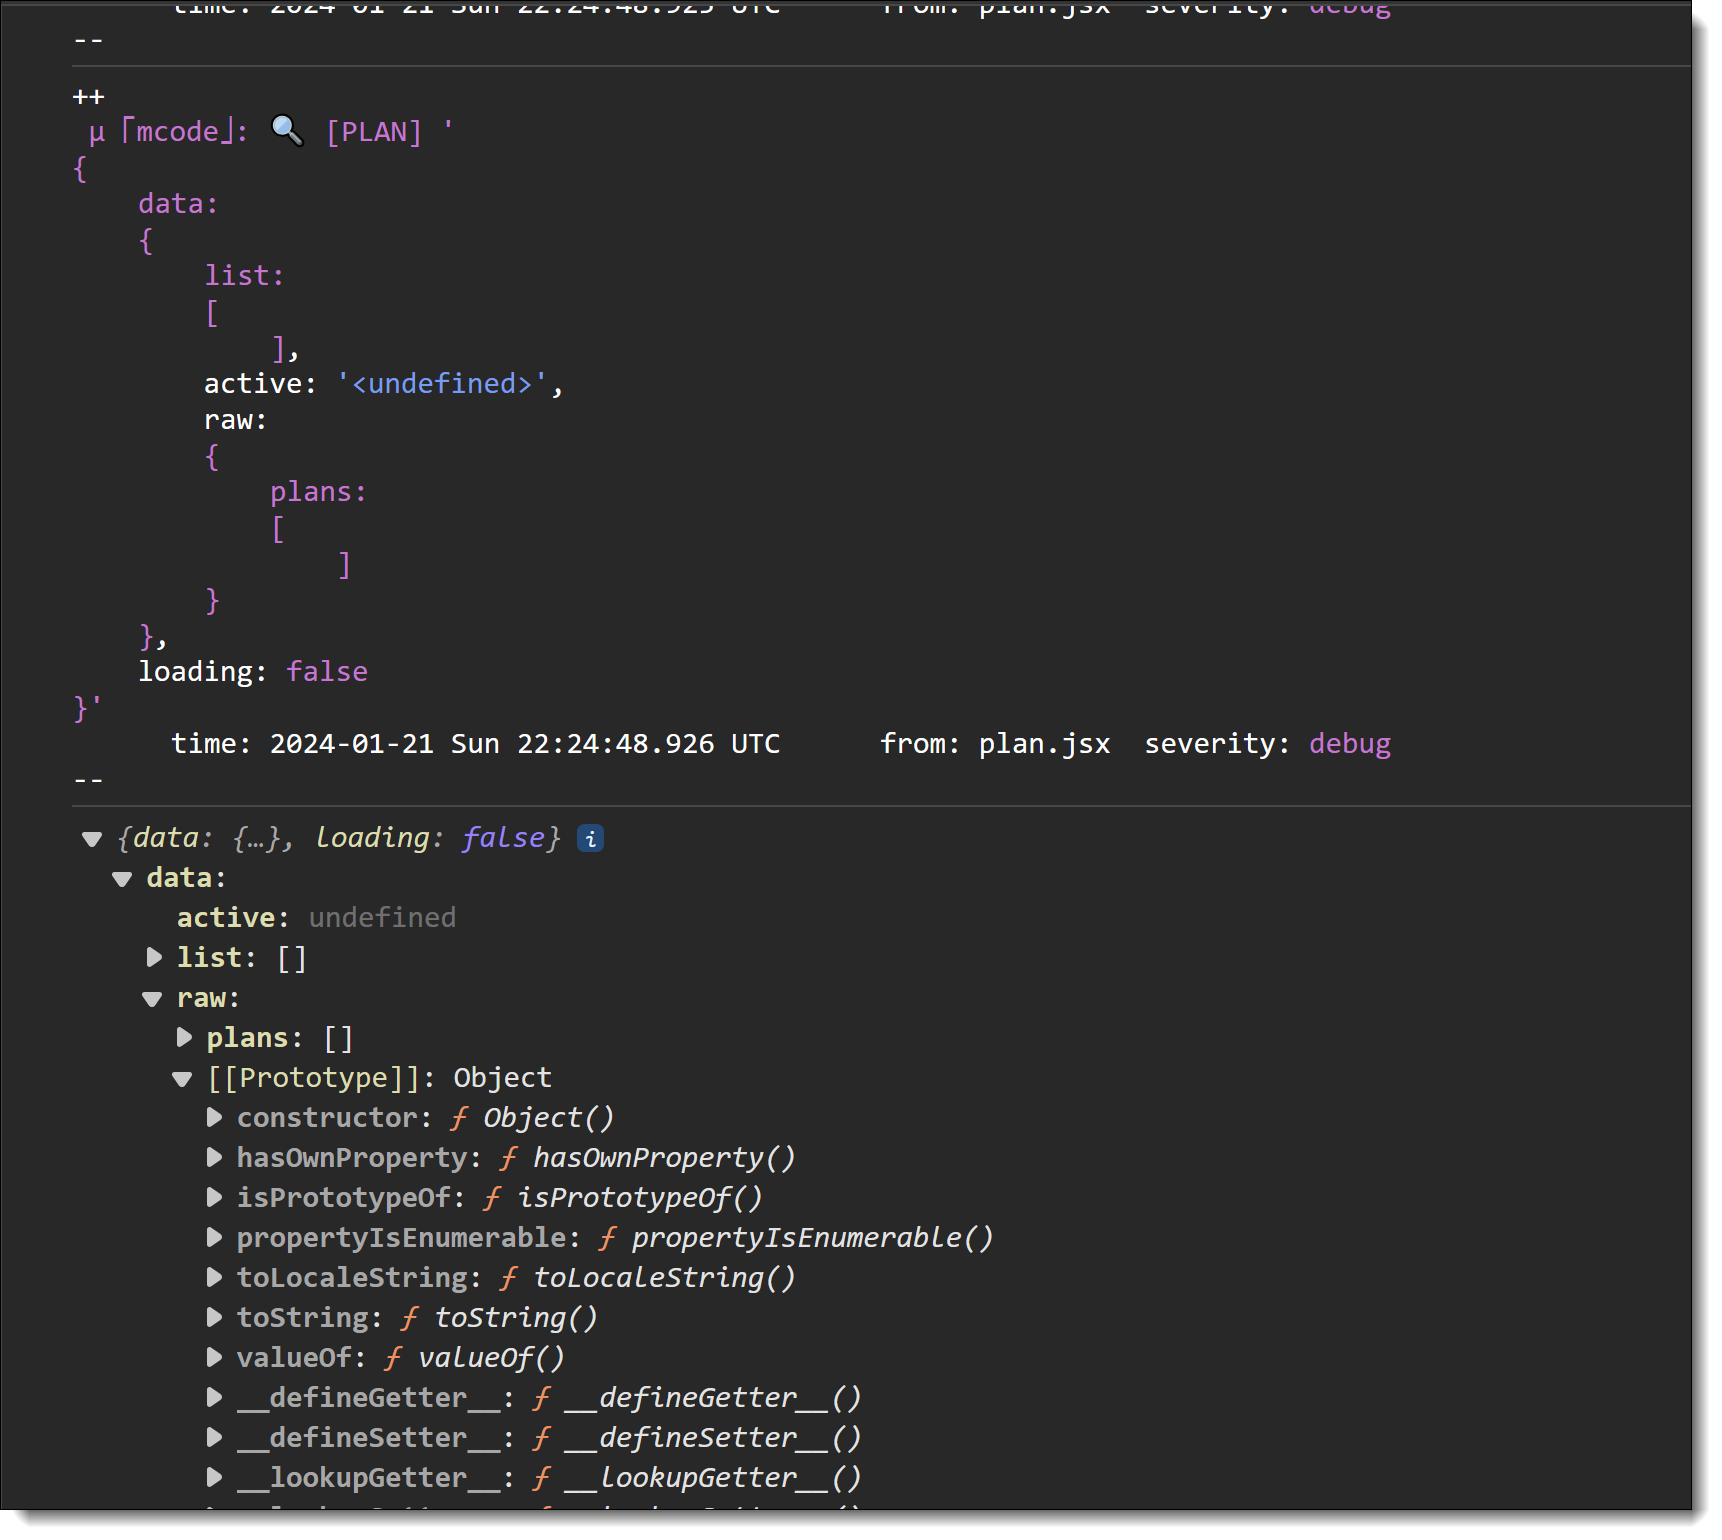 time: 2024-01-21 Sun 22:24:48.925 UTC from: plan.jsx severity: debug
--
++
µ「mcode」: 🔍 [PLAN] '
{
data:
{
list:
[
],
active: '<undefined>',
raw:
{
plans:
[
]
}
},
loading: false
}'
time: 2024-01-21 Sun 22:24:48.926 UTC from: plan.jsx severity: debug
--
{data: {…}, loading: false} i
data:
active: undefined
list: []
raw:
plans: []
[[Prototype]]: Object
constructor: ƒ Object()
hasOwnProperty: ƒ hasOwnProperty()
isPrototypeOf: ƒ isPrototypeOf()
propertyIsEnumerable: ƒ propertyIsEnumerable()
toLocaleString: ƒ toLocaleString()
toString: ƒ toString()
valueOf: ƒ valueOf()
__defineGetter__: ƒ __defineGetter__()
__defineSetter__: ƒ __defineSetter__()
__lookupGetter__: ƒ __lookupGetter__()